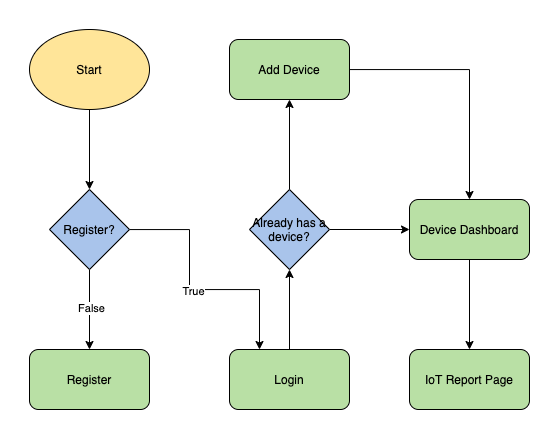 Start
Add Device
Register?
Already has a
device?
Device Dashboard
True
False
Register
Login
IoT Report Page